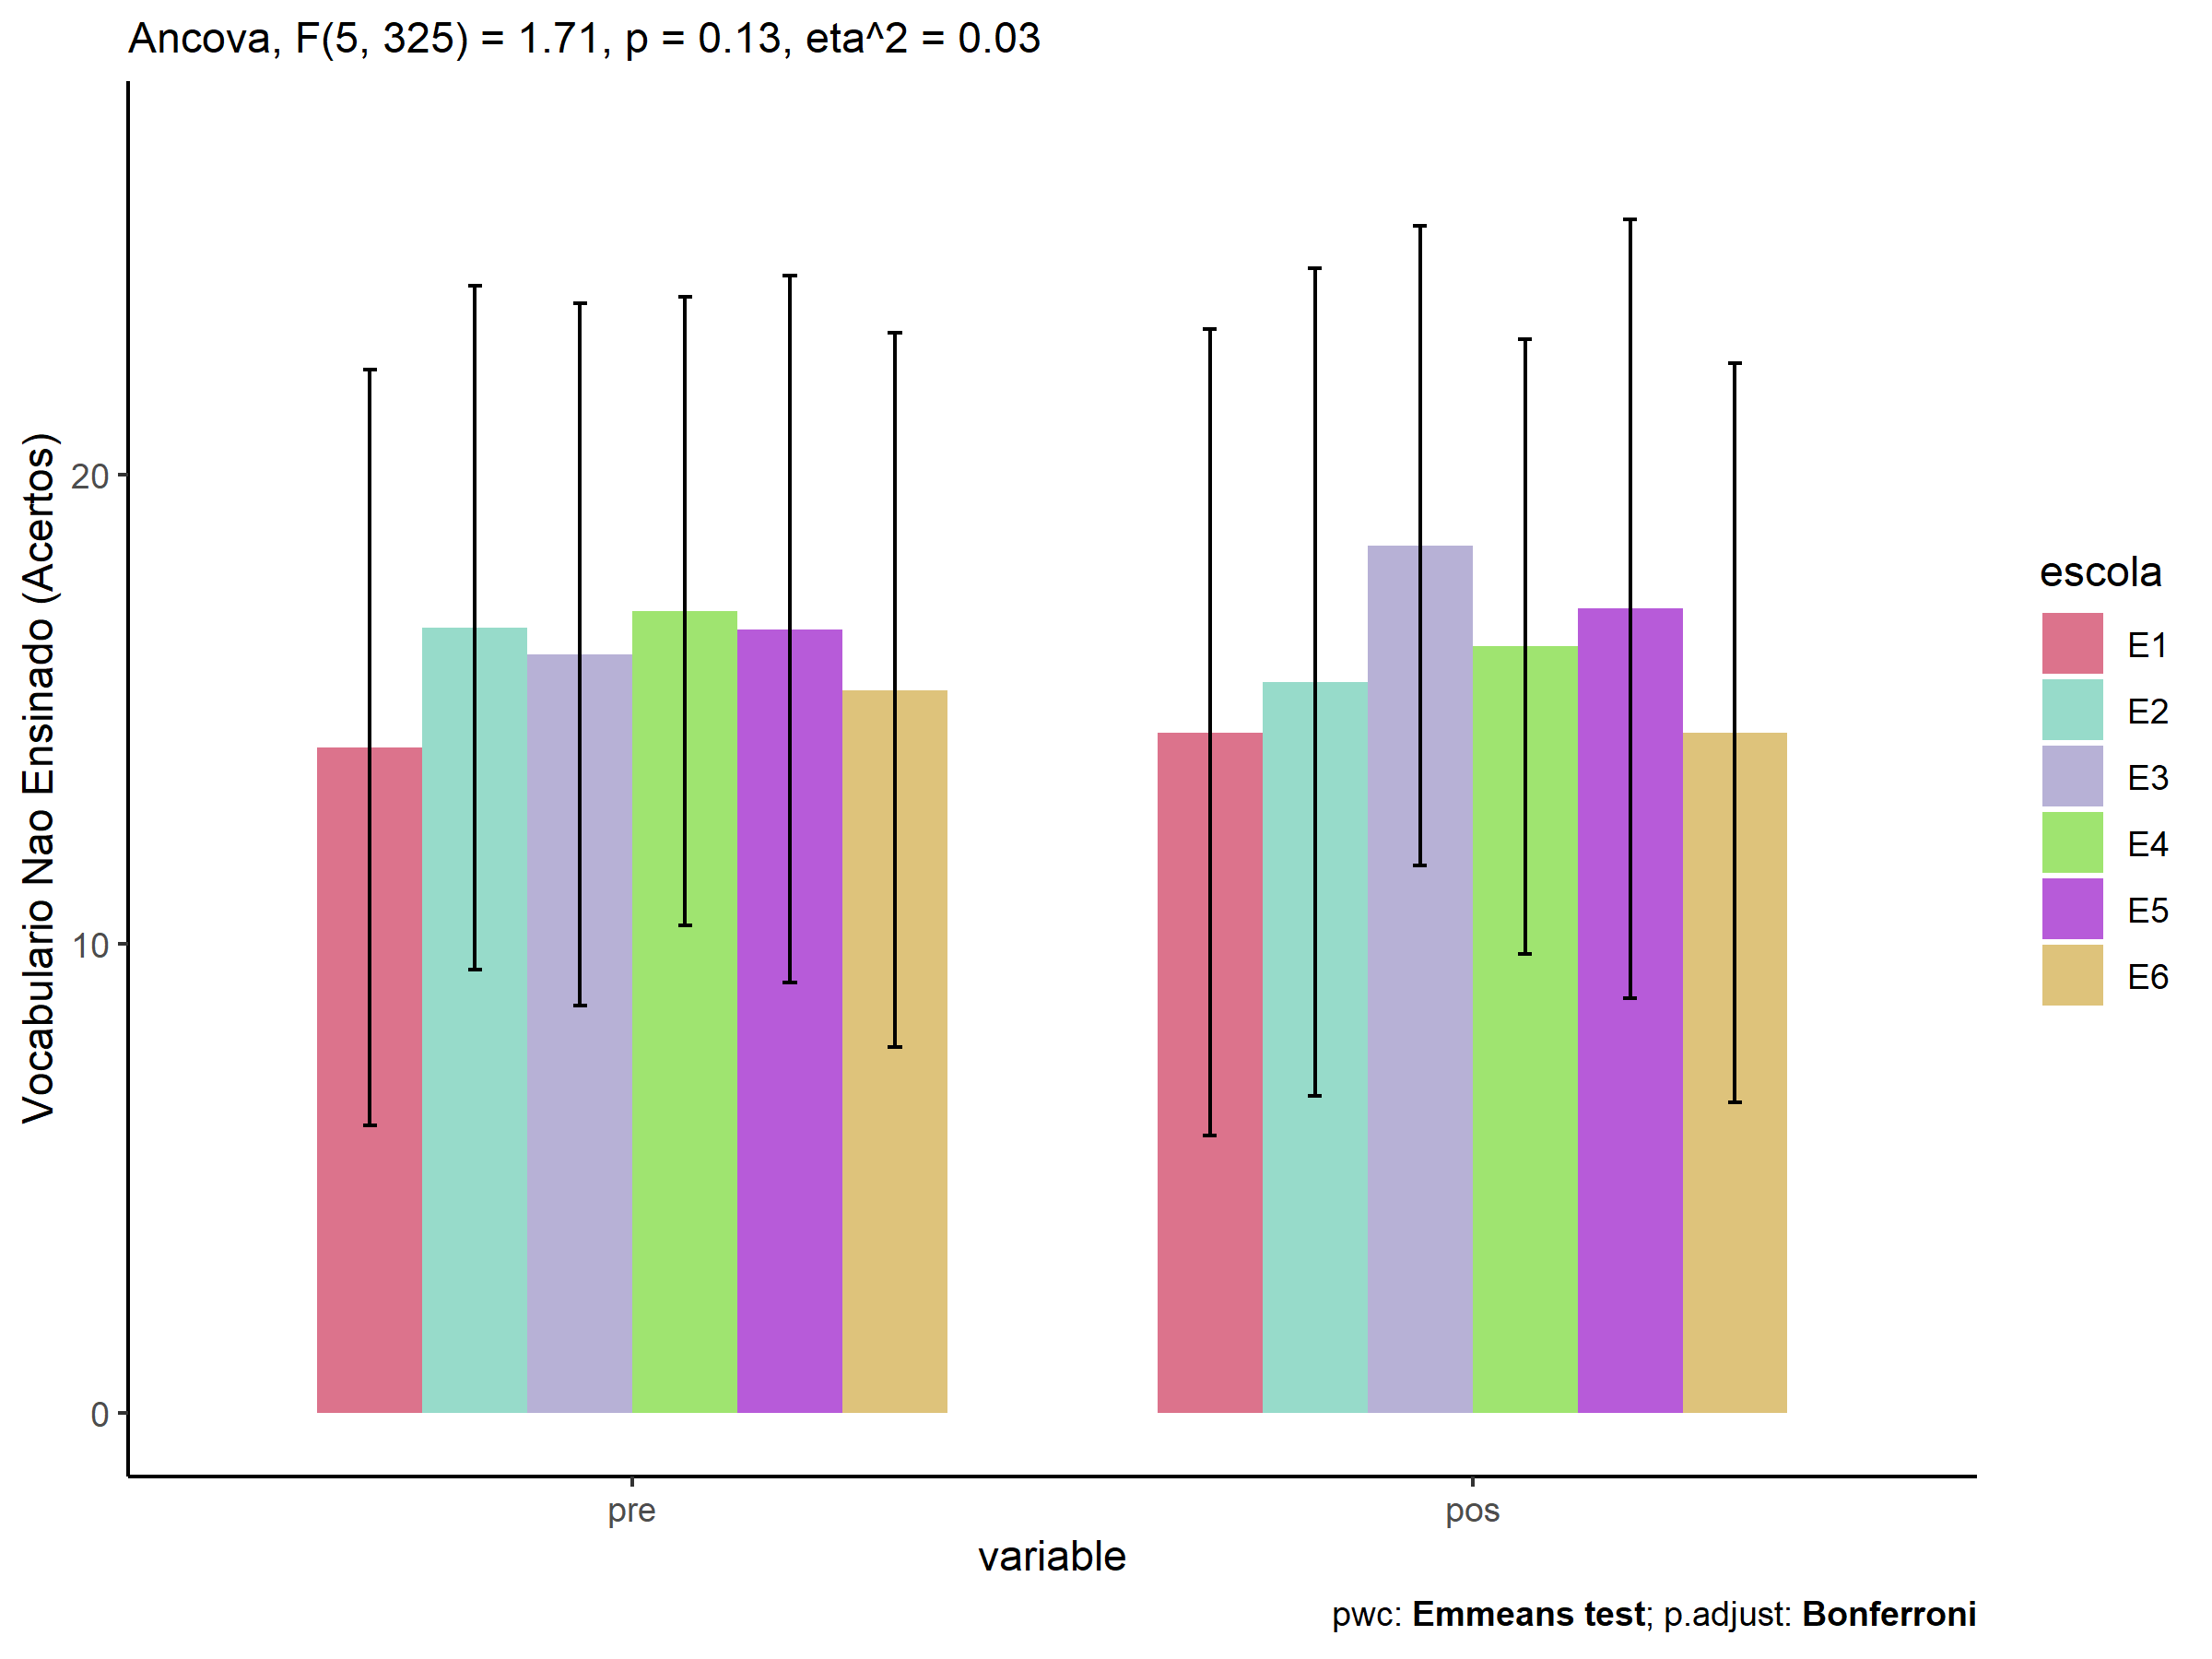 Ancova, F(5, 325) = 1.71, p = 0.13, eta^2 = 0.03
Vocabulario Nao Ensinado (Acertos)
20
10
0
pre
pos
variable
escola
E1
E2
E3
E4
E5
E6
pwc: Emmeans test; p.adjust: Bonferroni